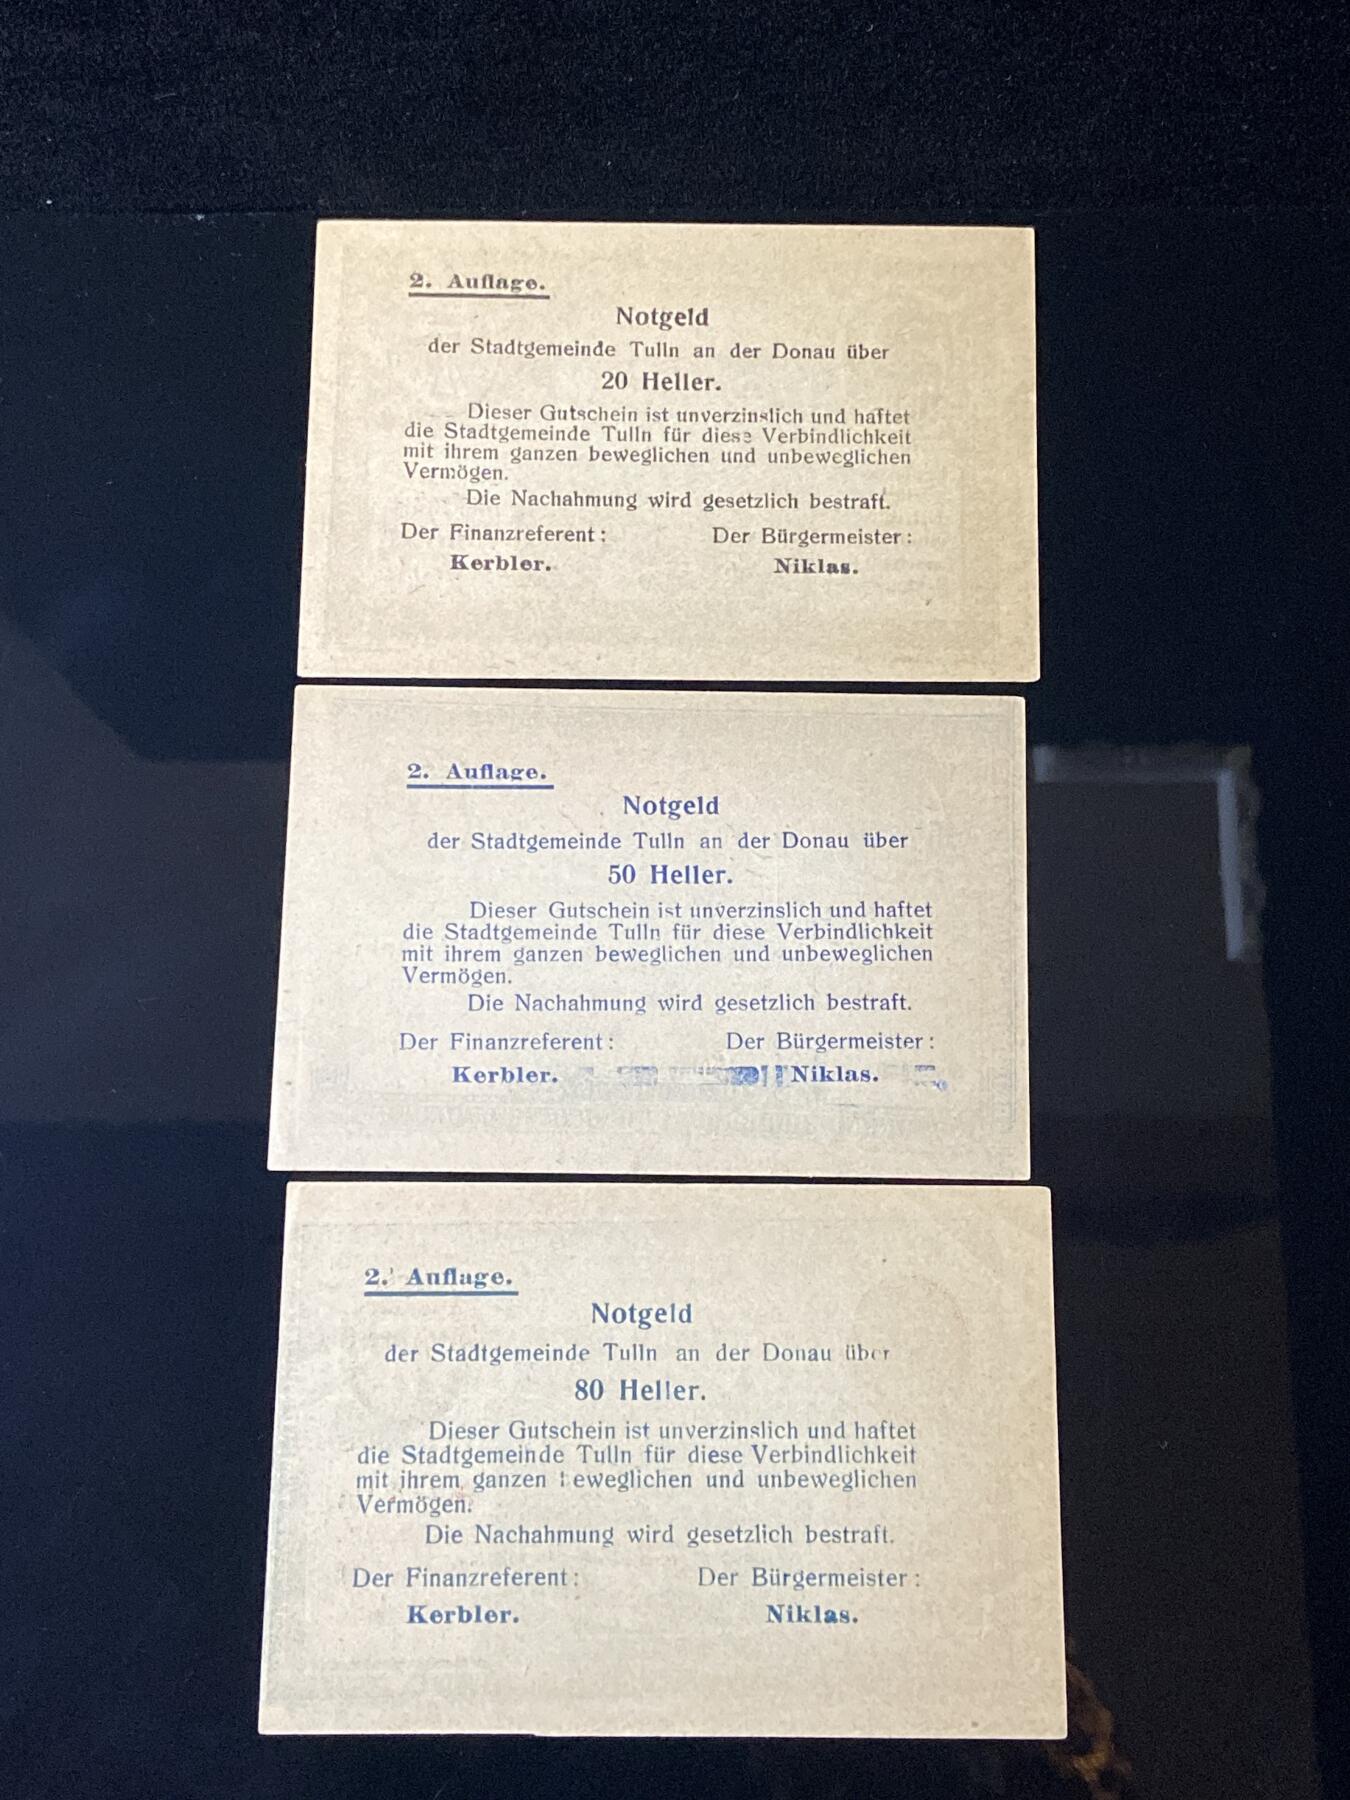 2. Auflage.
Notgeld
der Stadtgemeinde Tulln an der Donau über
20 Heller.
Dieser Gutschein ist unverzinslich und haftet
die Stadtgemeinde Tulln für diese Verbindlichkeit
mit ihrem ganzen beweglichen und unbeweglichen
Vermögen.
Die Nachahmung wird gesetzlich bestraft.
Der Finanzreferent: Der Bürgermeister:
Kerbler. Niklas.
2. Auflage.
Notgeld
der Stadtgemeinde Tulln an der Donau über
50 Heller.
Dieser Gutschein ist unverzinslich und haftet
die Stadtgemeinde Tulln für diese Verbindlichkeit
mit ihrem ganzen beweglichen und unbeweglichen
Vermögen.
Die Nachahmung wird gesetzlich bestraft.
Der Finanzreferent: Der Bürgermeister:
Kerbler. Niklas.
2. Auflage.
Notgeld
der Stadtgemeinde Tulln an der Donau über
80 Heller.
Dieser Gutschein ist unverzinslich und haftet
die Stadtgemeinde Tulln für diese Verbindlichkeit
mit ihrem ganzen beweglichen und unbeweglichen
Vermögen.
Die Nachahmung wird gesetzlich bestraft.
Der Finanzreferent: Der Bürgermeister:
Kerbler. Niklas.